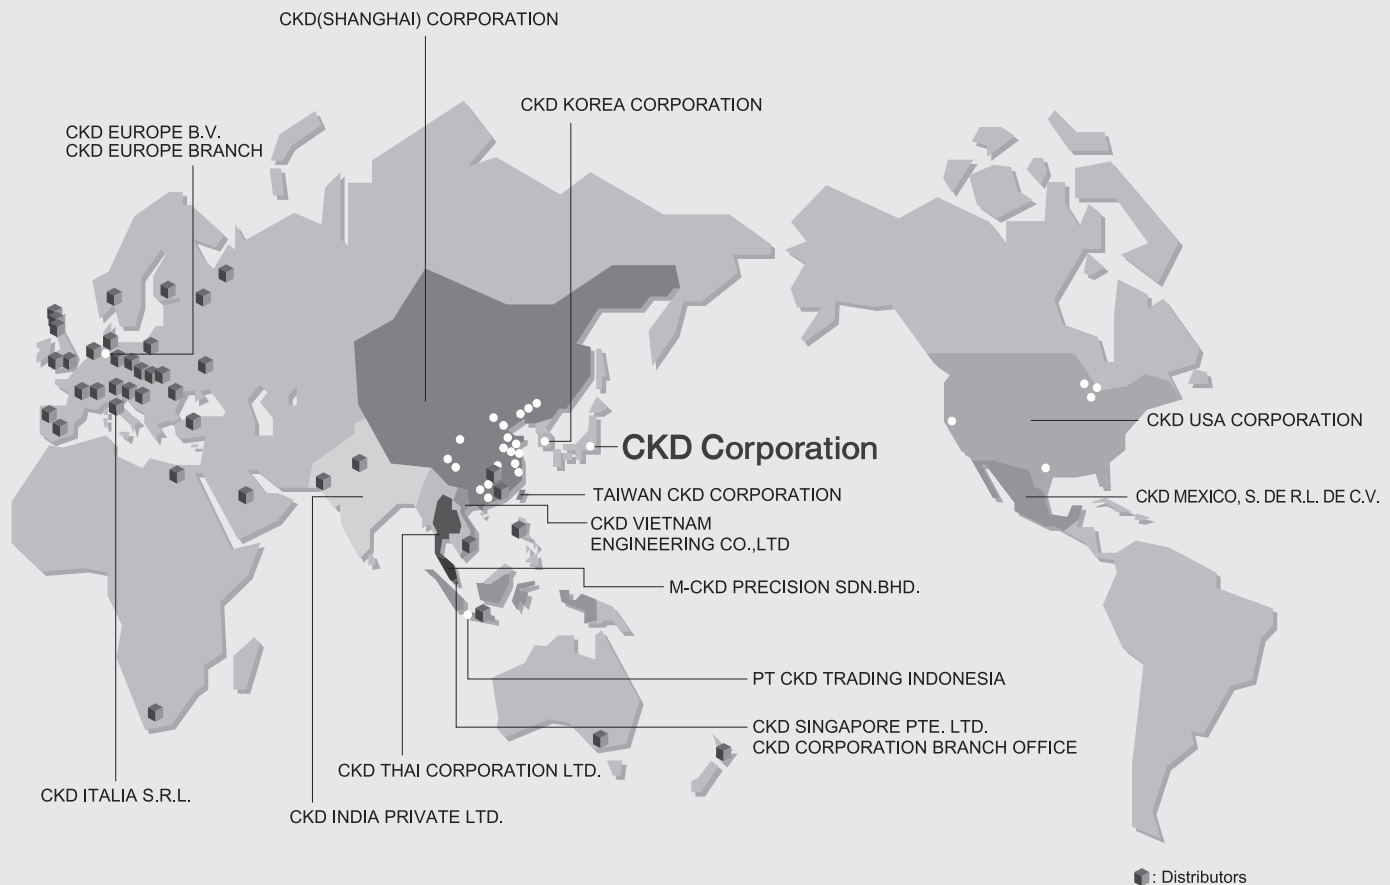 CKD(SHANGHAI) CORPORATION
CKD KOREA CORPORATION
CKD EUROPE B.V.
CKD EUROPE BRANCH
CKD USA CORPORATION
CKD Corporation
TAIWAN CKD CORPORATION
CKD MEXICO, S. DE R.L. DE C.V.
CKD VIETNAM
ENGINEERING CO.,LTD
M-CKD PRECISION SDN.BHD.
PT CKD TRADING INDONESIA
CKD SINGAPORE PTE. LTD.
CKD CORPORATION BRANCH OFFICE
CKD THAI CORPORATION LTD.
CKD ITALIA S.R.L.
CKD INDIA PRIVATE LTD.
: Distributors